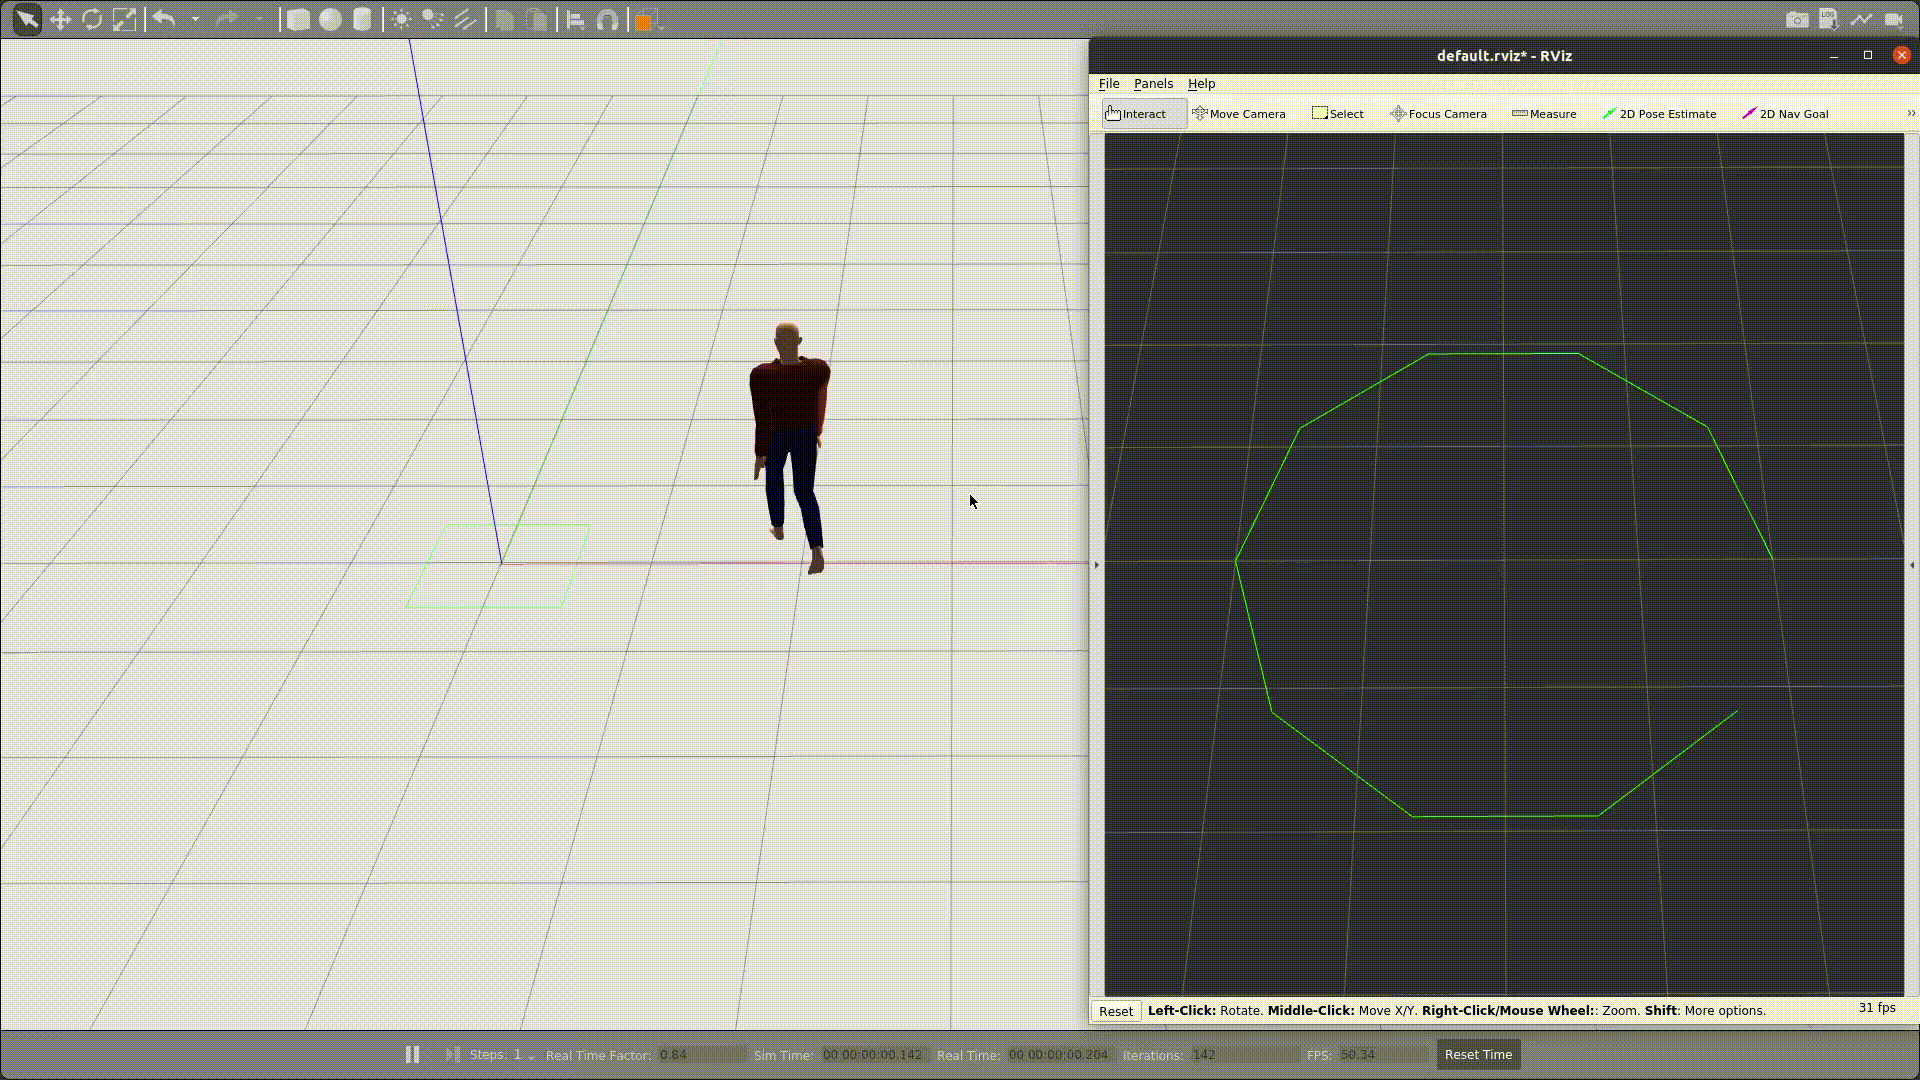 LOG
default.rviz* - RViz
File Panels Help
Interact Move Camera Select Focus Camera Measure 2D Pose Estimate 2D Nav Goal »
Reset Left-Click: Rotate. Middle-Click: Move X/Y. Right-Click/Mouse Wheel:: Zoom. Shift: More options. 31 fps
Steps: 1 Real Time Factor: 0.84 Sim Time: 00 00:00:00.142 Real Time: 00 00:00:00.204 Iterations: 142 FPS: 50.34 Reset Time